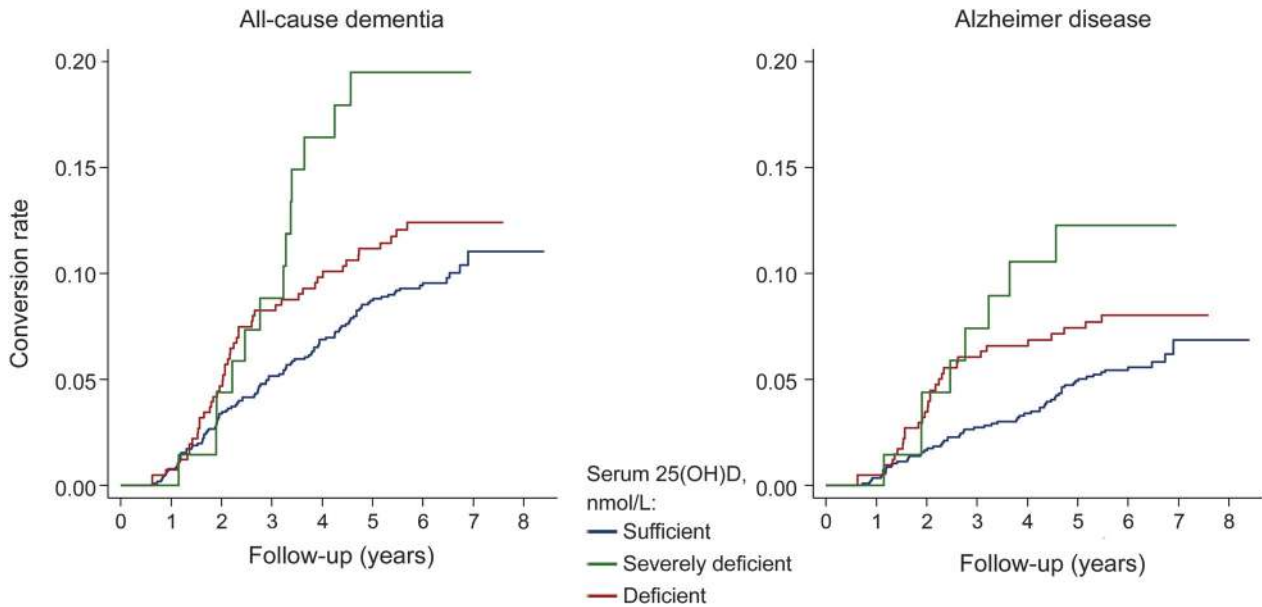 All-cause dementia
Conversion rate
0.20
0.15
0.10
0.05
0.00
0 1 2 3 4 5 6 7 8
Follow-up (years)
Serum 25(OH)D,
nmol/L:
Sufficient
Severely deficient
Deficient
Alzheimer disease
0.20
0.15
0.10
0.05
0.00
0 1 2 3 4 5 6 7 8
Follow-up (years)